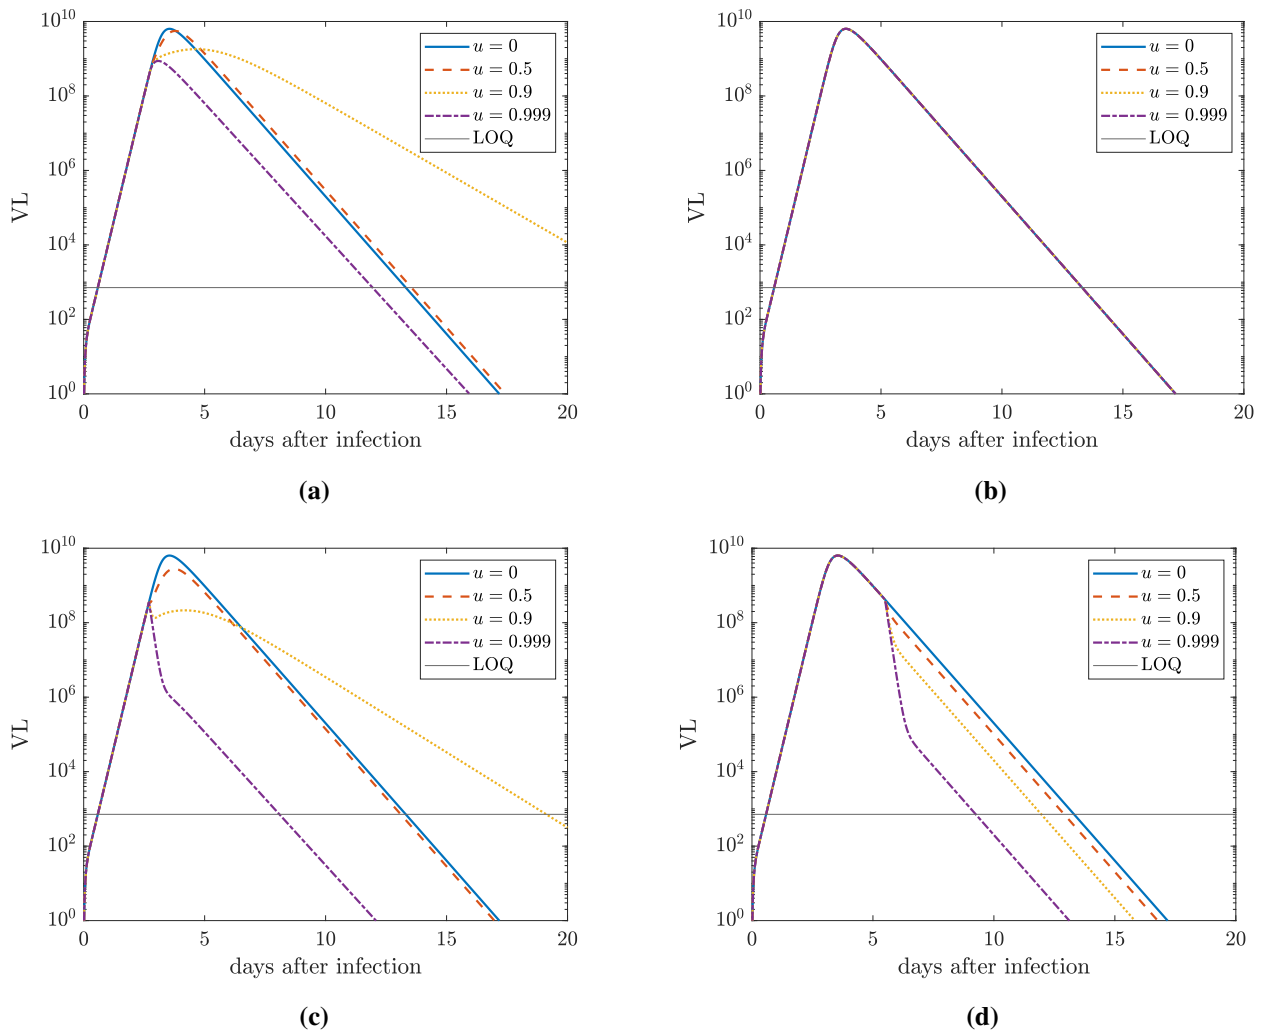 10^10
10^8
10^6
10^4
10^2
10^0
VL
0 5 10 15 20
days after infection
u = 0
u = 0.5
u = 0.9
u = 0.999
LOQ
(a)
10^10
10^8
10^6
10^4
10^2
10^0
VL
0 5 10 15 20
days after infection
u = 0
u = 0.5
u = 0.9
u = 0.999
LOQ
(b)
10^10
10^8
10^6
10^4
10^2
10^0
VL
0 5 10 15 20
days after infection
u = 0
u = 0.5
u = 0.9
u = 0.999
LOQ
(c)
10^10
10^8
10^6
10^4
10^2
10^0
VL
0 5 10 15 20
days after infection
u = 0
u = 0.5
u = 0.9
u = 0.999
LOQ
(d)